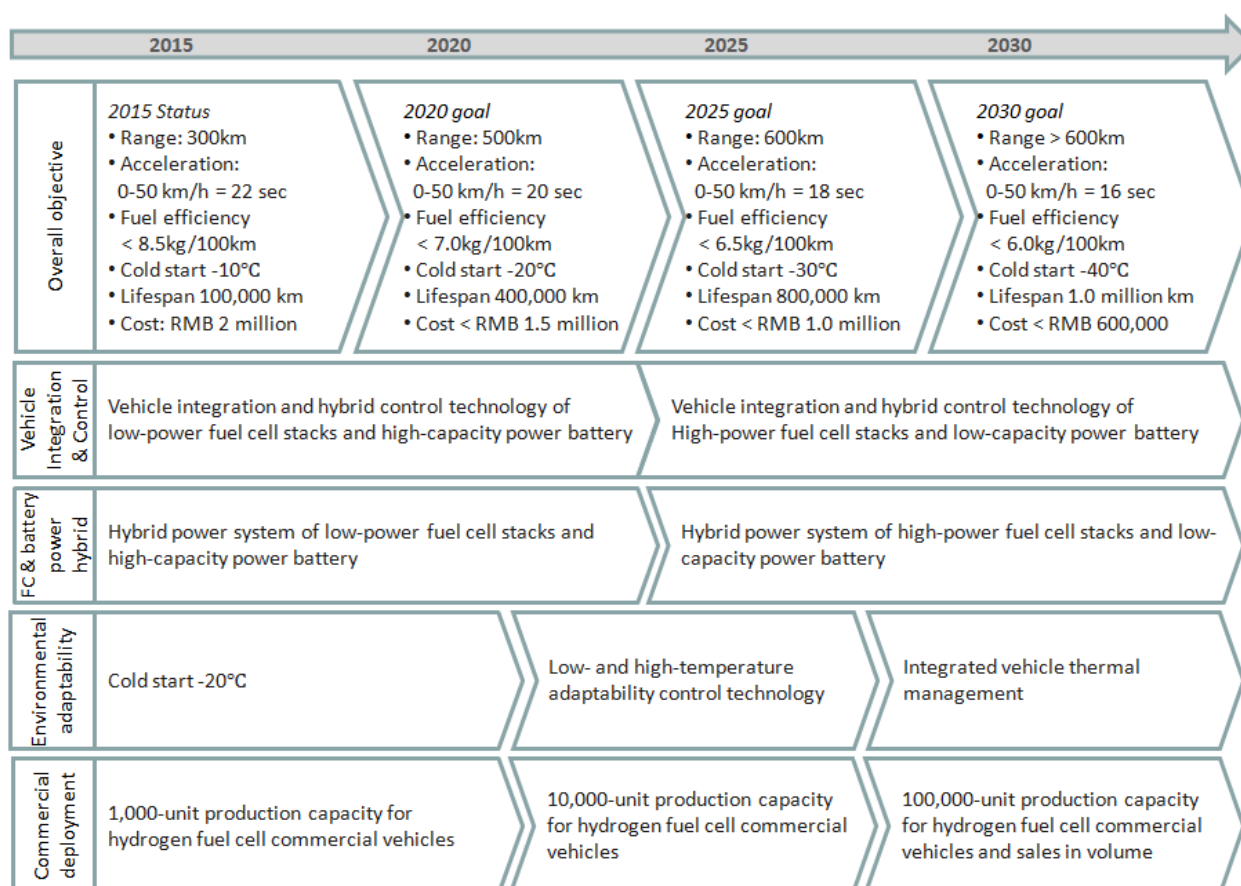 2015
2020
2025
2030
Overall objective
2015 Status
• Range: 300km
• Acceleration:
0-50 km/h = 22 sec
• Fuel efficiency
< 8.5kg/100km
• Cold start -10℃
• Lifespan 100,000 km
• Cost: RMB 2 million
2020 goal
• Range: 500km
• Acceleration:
0-50 km/h = 20 sec
• Fuel efficiency
< 7.0kg/100km
• Cold start -20℃
• Lifespan 400,000 km
• Cost < RMB 1.5 million
2025 goal
• Range: 600km
• Acceleration:
0-50 km/h = 18 sec
• Fuel efficiency
< 6.5kg/100km
• Cold start -30℃
• Lifespan 800,000 km
• Cost < RMB 1.0 million
2030 goal
• Range > 600km
• Acceleration:
0-50 km/h = 16 sec
• Fuel efficiency
< 6.0kg/100km
• Cold start -40℃
• Lifespan 1.0 million km
• Cost < RMB 600,000
Vehicle
Integration
& Control
Vehicle integration and hybrid control technology of
low-power fuel cell stacks and high-capacity power battery
Vehicle integration and hybrid control technology of
High-power fuel cell stacks and low-capacity power battery
FC & battery
power
hybrid
Hybrid power system of low-power fuel cell stacks and
high-capacity power battery
Hybrid power system of high-power fuel cell stacks and low-
capacity power battery
Environmental
adaptability
Cold start -20℃
Low- and high-temperature
adaptability control technology
Integrated vehicle thermal
management
Commercial
deployment
1,000-unit production capacity for
hydrogen fuel cell commercial vehicles
10,000-unit production capacity
for hydrogen fuel cell commercial
vehicles
100,000-unit production capacity
for hydrogen fuel cell commercial
vehicles and sales in volume